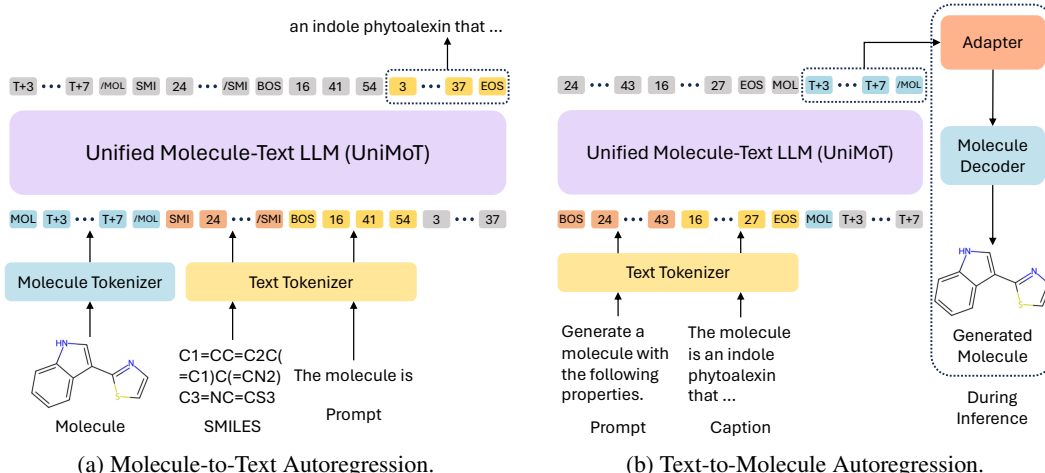 an indole phytoalexin that ...
T+3 ••• T+7 /MOL SMI 24 ••• /SMI BOS 16 41 54 3 ••• 37 EOS
Unified Molecule-Text LLM (UniMoT)
MOL T+3 ••• T+7 /MOL SMI 24 ••• /SMI BOS 16 41 54 3 ••• 37
Molecule Tokenizer
Text Tokenizer
HN
N
S
Molecule
C1=CC=C2C(
=C1)C(=CN2)
C3=NC=CS3
SMILES
The molecule is
Prompt
(a) Molecule-to-Text Autoregression.
24 ••• 43 16 ••• 27 EOS MOL T+3 ••• T+7 /MOL
Unified Molecule-Text LLM (UniMoT)
BOS 24 ••• 43 16 ••• 27 EOS MOL T+3 ••• T+7
Text Tokenizer
Generate a
molecule with
the following
properties.
Prompt
The molecule
is an indole
phytoalexin
that ...
Caption
Adapter
Molecule
Decoder
HN
N
S
Generated
Molecule
During
Inference
(b) Text-to-Molecule Autoregression.